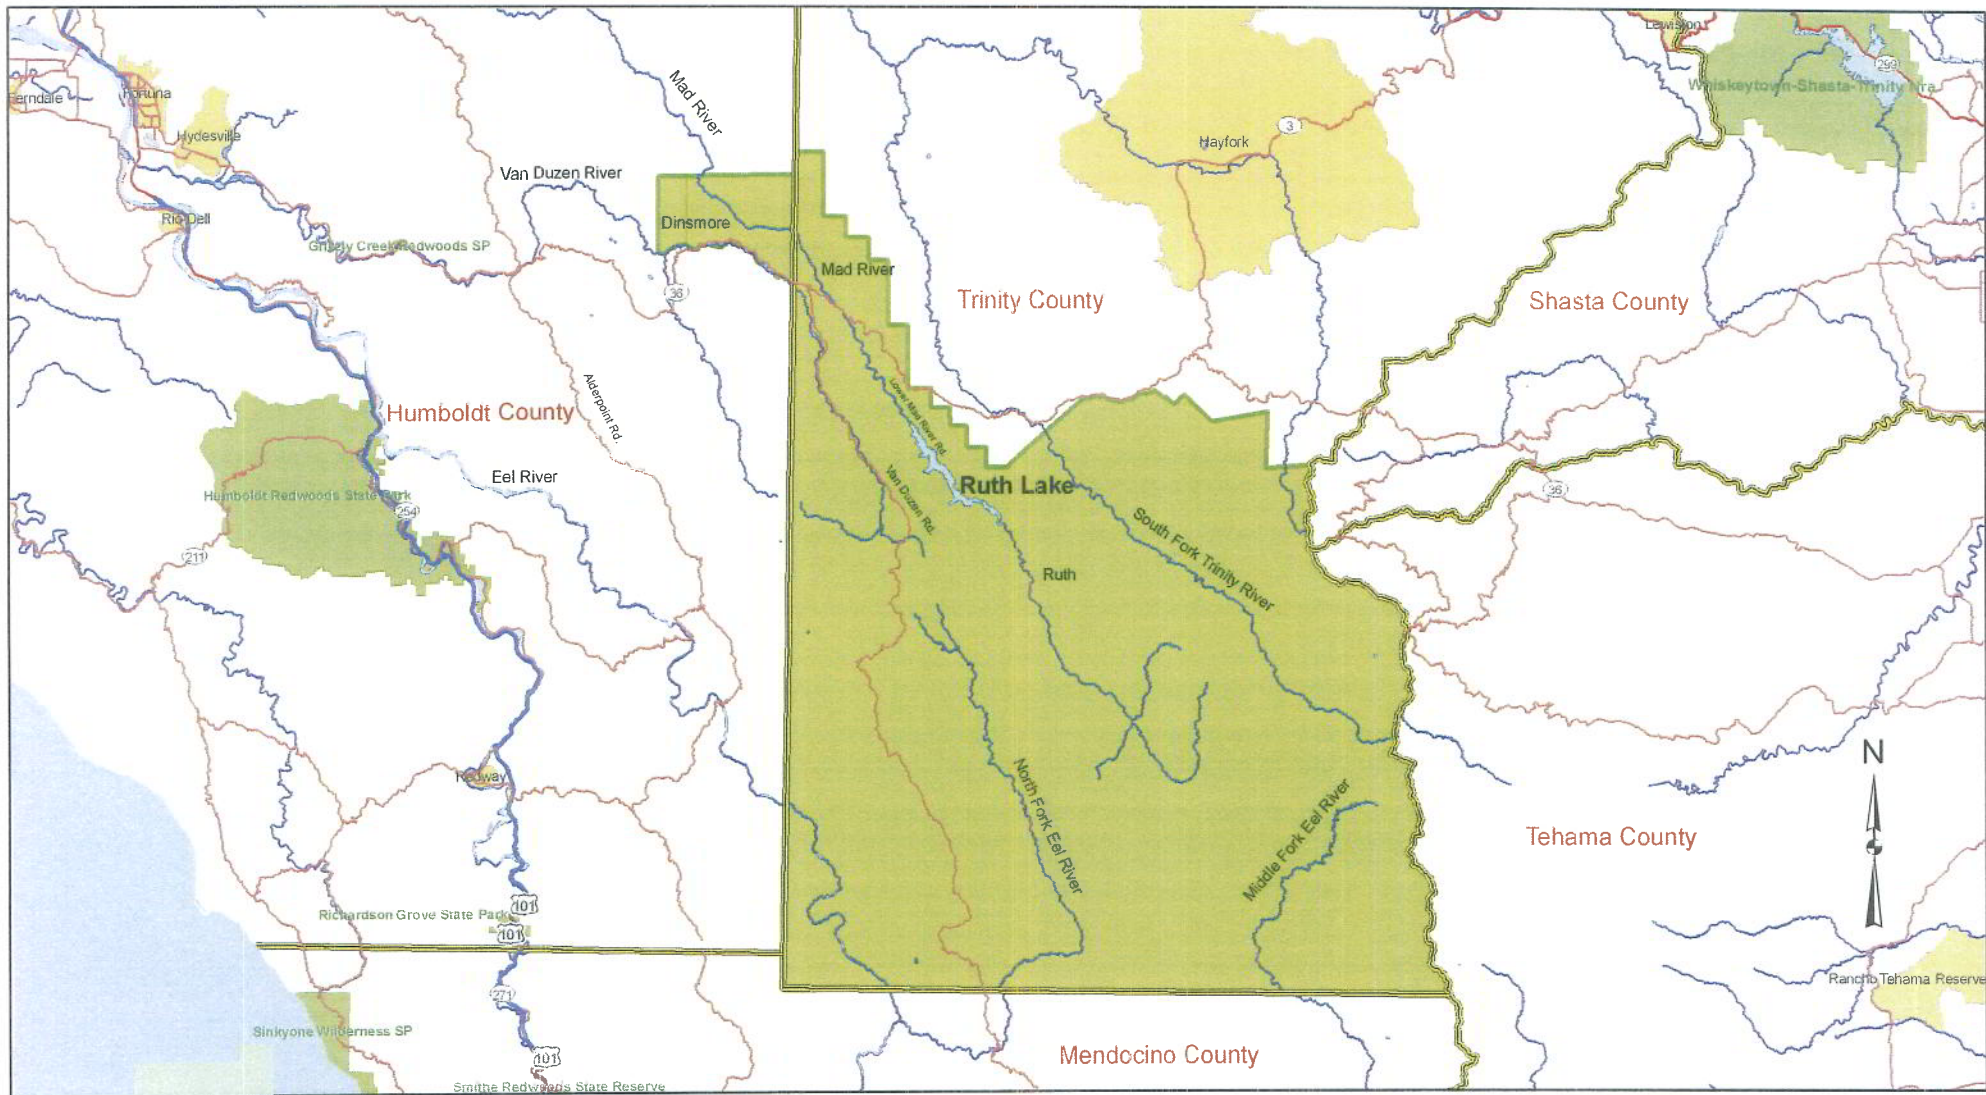 Lewiston
299
Whiskeytown-Shasta-Trinity Nra
Ferndale
Fortuna
Mad River
Hydesville
3
Hayfork
Van Duzen River
Rio Dell
Dinsmore
Grizzly Creek Redwoods SP
Mad River
36
Trinity County
Shasta County
Alderpoint Rd.
Lower Mad River Rd.
Humboldt County
Eel River
Ruth Lake
Van Duzen Rd.
36
Humboldt Redwoods State Park
254
South Fork Trinity River
211
Ruth
N
Redway
North Fork Eel River
Middle Fork Eel River
Tehama County
101
Richardson Grove State Park
101
Rancho Tehama Reserve
271
Sinkyone Wilderness SP
101
Mendocino County
Smithe Redwoods State Reserve